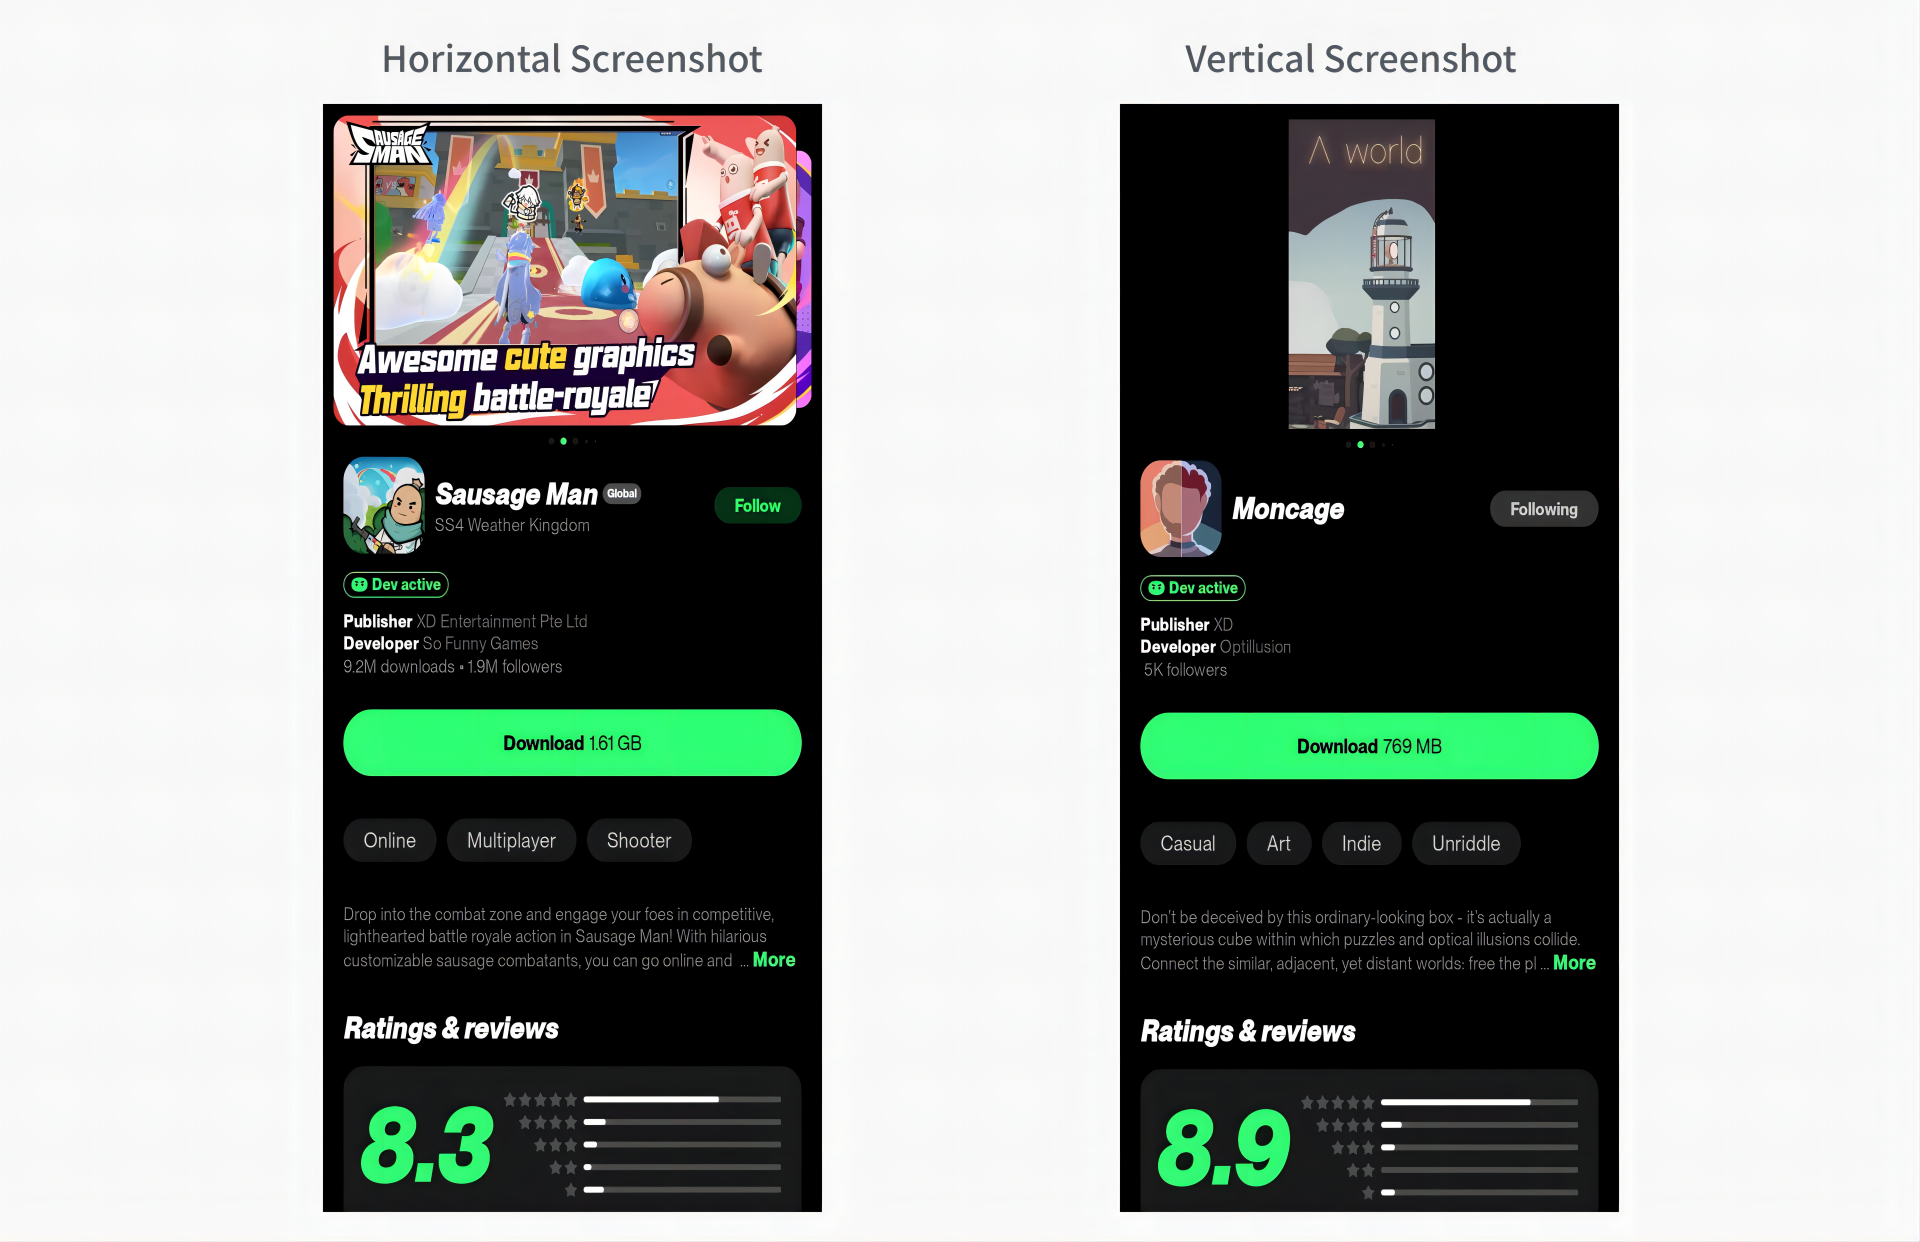 Horizontal Screenshot
SAUSAGE
MAN
Awesome cute graphics
Thrilling battle-royale
Sausage Man Global
SS4 Weather Kingdom
Follow
Dev active
Publisher XD Entertainment Pte Ltd
Developer So Funny Games
9.2M downloads • 1.9M followers
Download 1.61 GB
Online Multiplayer Shooter
Drop into the combat zone and engage your foes in competitive,
lighthearted battle royale action in Sausage Man! With hilarious
customizable sausage combatants, you can go online and ... More
Ratings & reviews
8.3
Vertical Screenshot
Λ world
Moncage
Following
Dev active
Publisher XD
Developer Optillusion
5K followers
Download 769 MB
Casual Art Indie Unriddle
Don't be deceived by this ordinary-looking box - it's actually a
mysterious cube within which puzzles and optical illusions collide.
Connect the similar, adjacent, yet distant worlds: free the pl ... More
Ratings & reviews
8.9